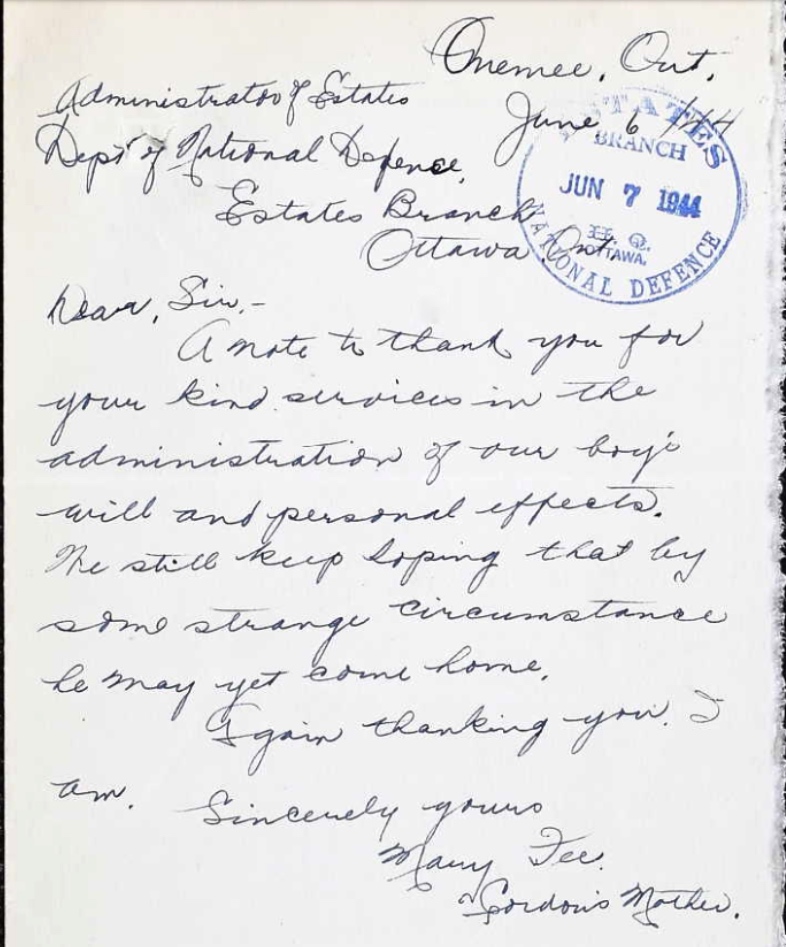 Omemee, Ont.
June 6 /44
Administrator of Estates
Dept of National Defence,
Estates Branch
Ottawa Ont.
ESTATES
BRANCH
JUN 7 1944
H. Q.
OTTAWA.
NATIONAL DEFENCE
Dear, Sir,-
A note to thank you for
your kind services in the
administration of our boy's
will and personal effects.
We still keep hoping that by
some strange circumstance
he may yet come home.
Again thanking you. I
am.
Sincerely yours
Mary Fee.
Gordon's Mother.